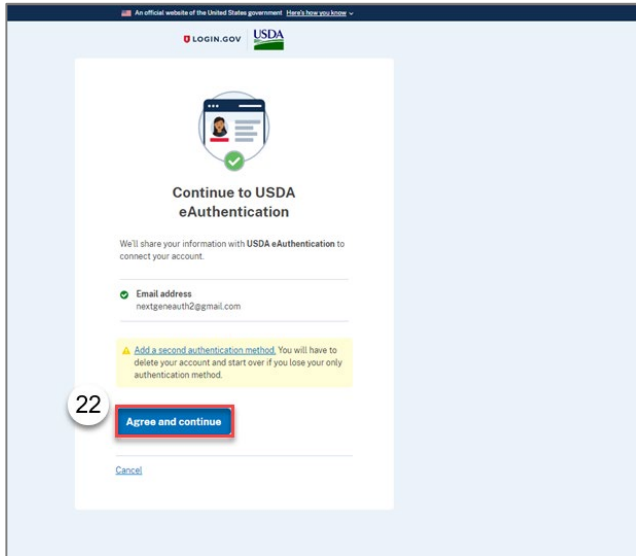 An official website of the United States government Here's how you know
LOGIN.GOV USDA
Continue to USDA
eAuthentication
We'll share your information with USDA eAuthentication to
connect your account.
Email address
nextgeneauth2@gmail.com
Add a second authentication method. You will have to
delete your account and start over if you lose your only
authentication method.
22
Agree and continue
Cancel